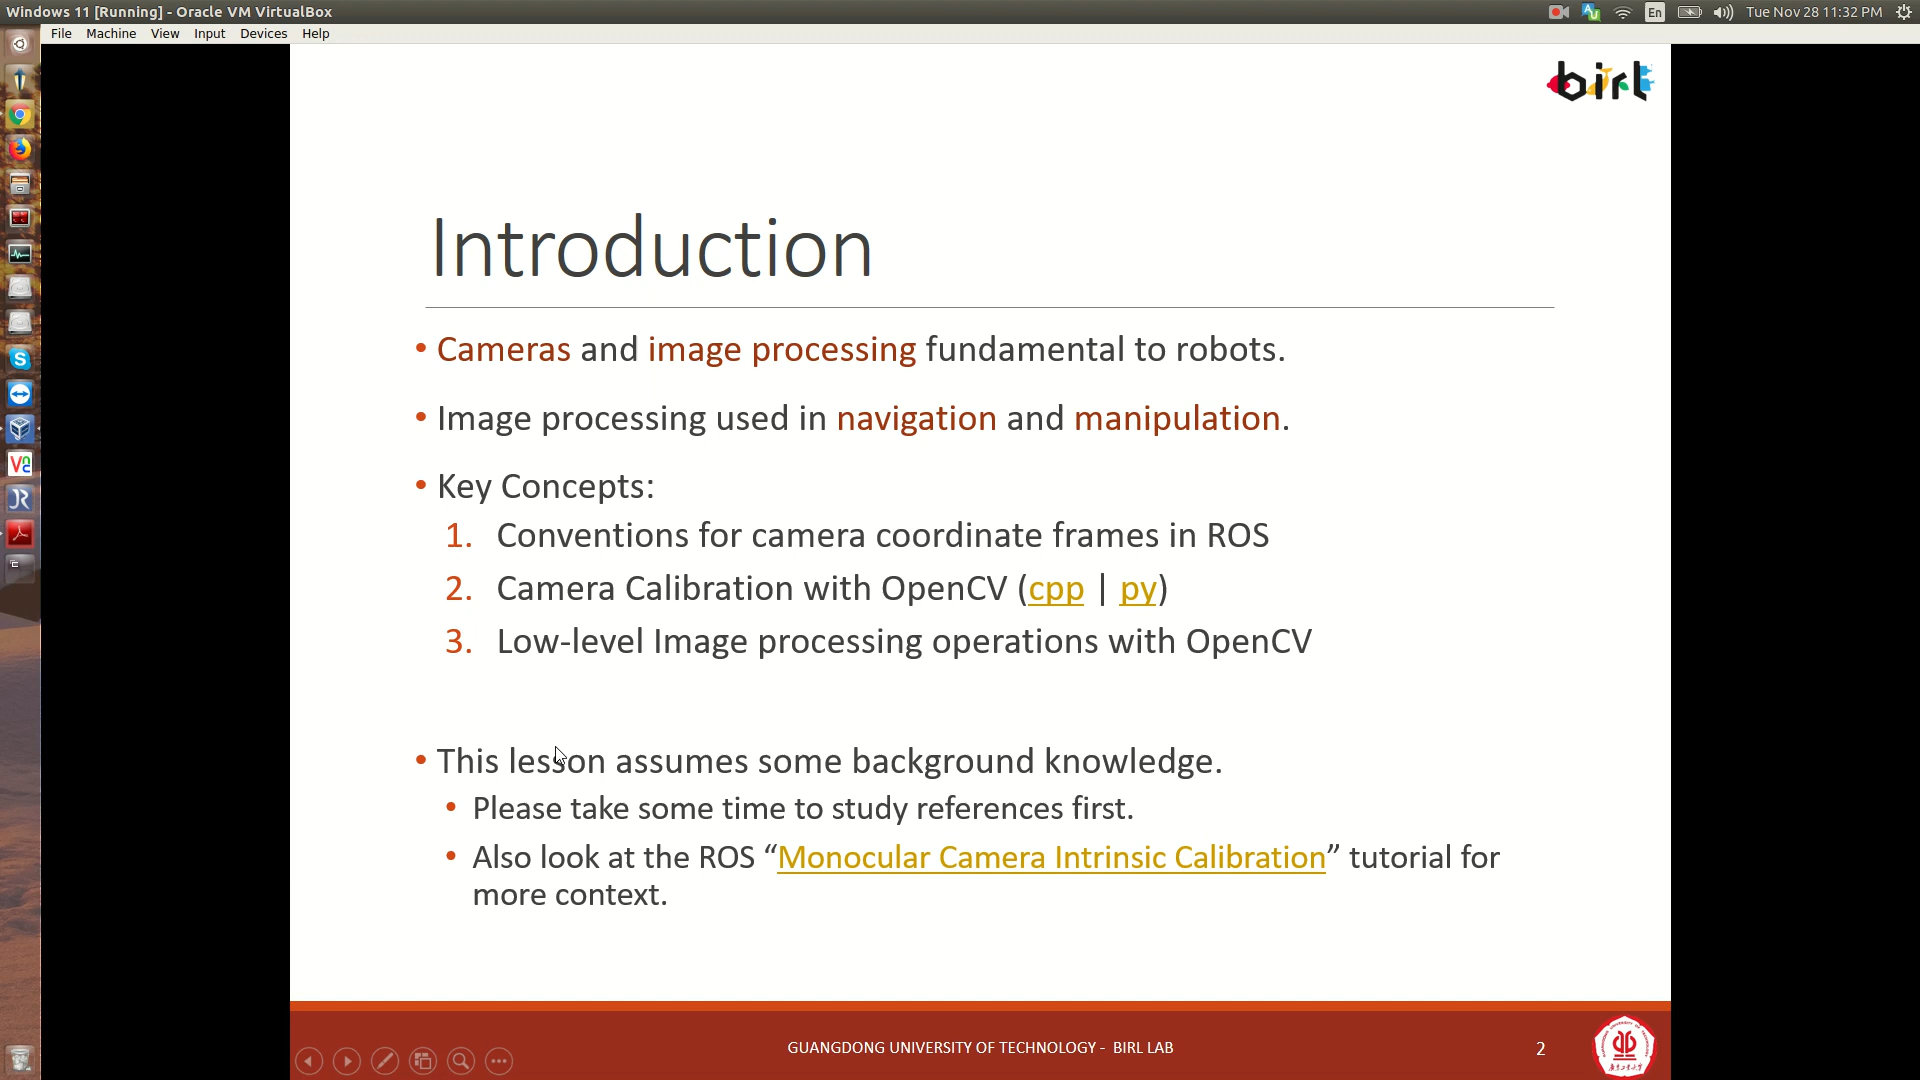 Windows 11 [Running] - Oracle VM VirtualBox
En
Tue Nov 28 11:32 PM
File Machine View Input Devices Help
birl
Introduction
• Cameras and image processing fundamental to robots.
• Image processing used in navigation and manipulation.
• Key Concepts:
1. Conventions for camera coordinate frames in ROS
2. Camera Calibration with OpenCV (cpp | py)
3. Low-level Image processing operations with OpenCV
• This lesson assumes some background knowledge.
• Please take some time to study references first.
• Also look at the ROS “Monocular Camera Intrinsic Calibration” tutorial for
more context.
GUANGDONG UNIVERSITY OF TECHNOLOGY - BIRL LAB
2